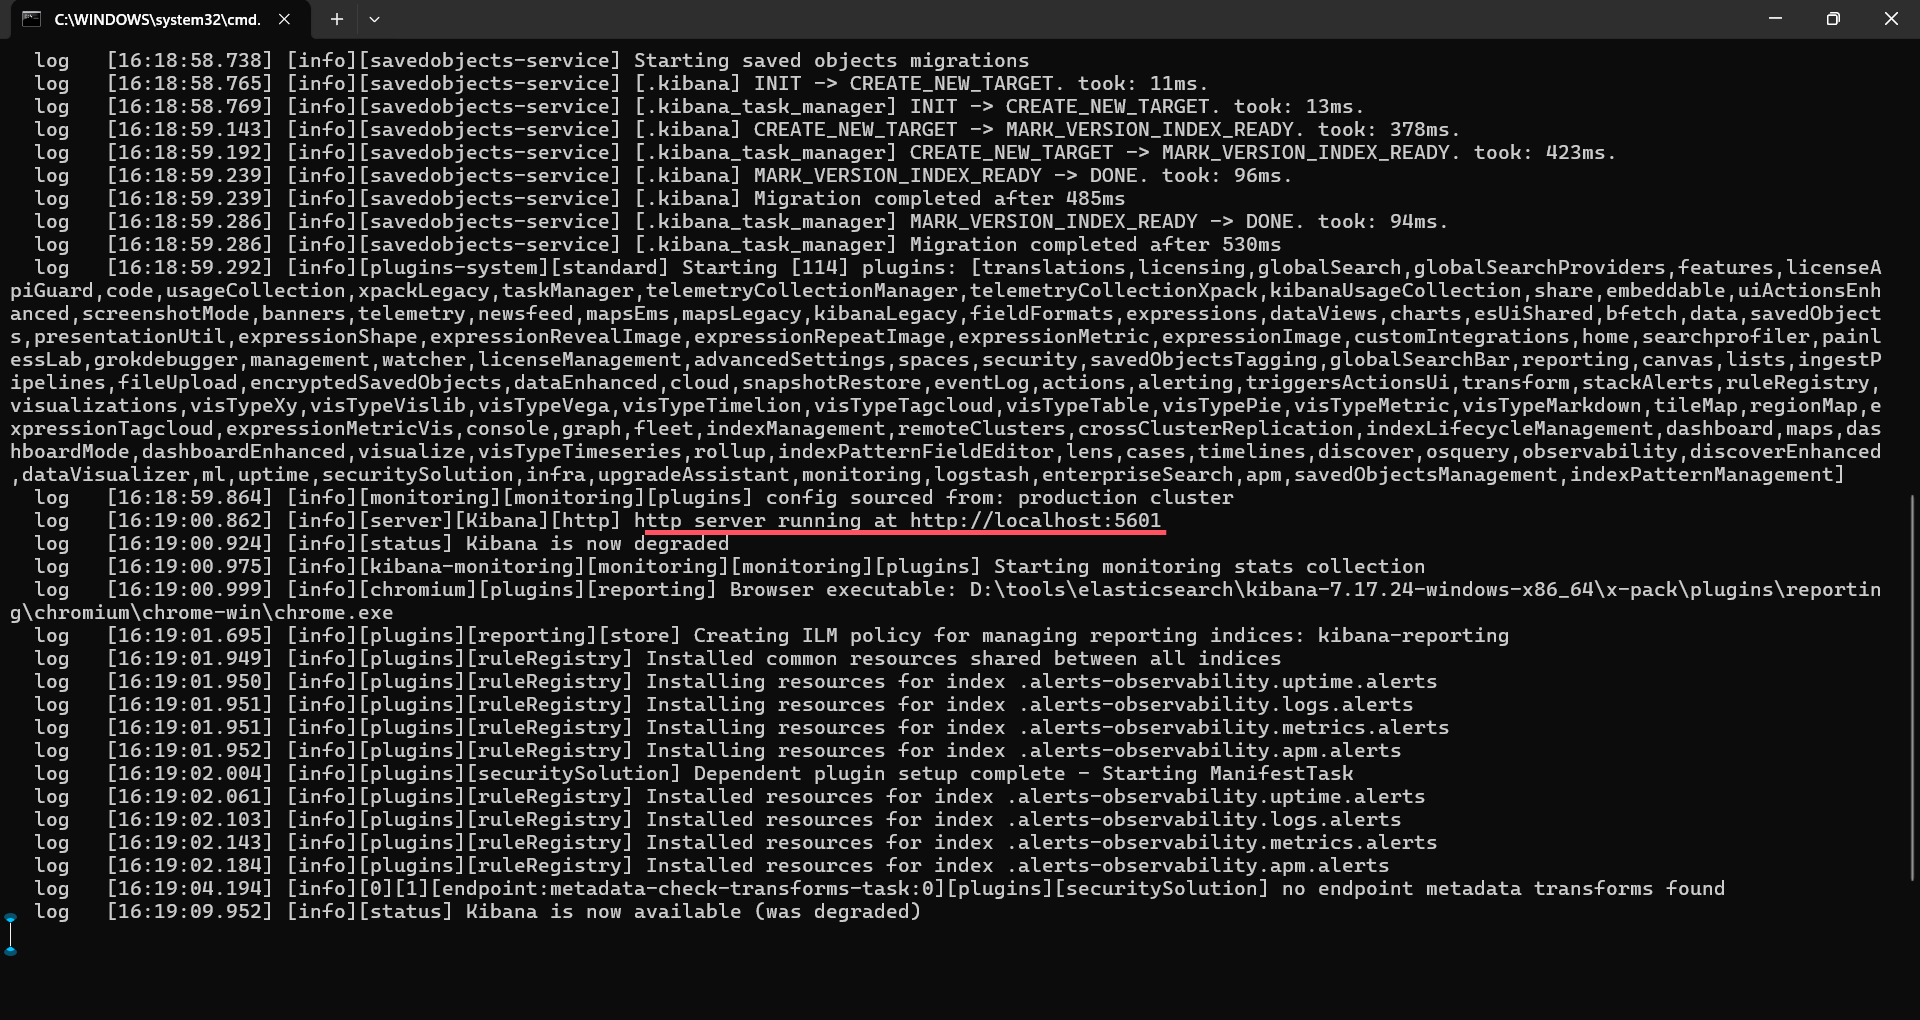 C:\WINDOWS\system32\cmd.
log [16:18:58.738] [info][savedobjects-service] Starting saved objects migrations
log [16:18:58.765] [info][savedobjects-service] [.kibana] INIT -> CREATE_NEW_TARGET. took: 11ms.
log [16:18:58.769] [info][savedobjects-service] [.kibana_task_manager] INIT -> CREATE_NEW_TARGET. took: 13ms.
log [16:18:59.143] [info][savedobjects-service] [.kibana] CREATE_NEW_TARGET -> MARK_VERSION_INDEX_READY. took: 378ms.
log [16:18:59.192] [info][savedobjects-service] [.kibana_task_manager] CREATE_NEW_TARGET -> MARK_VERSION_INDEX_READY. took: 423ms.
log [16:18:59.239] [info][savedobjects-service] [.kibana] MARK_VERSION_INDEX_READY -> DONE. took: 96ms.
log [16:18:59.239] [info][savedobjects-service] [.kibana] Migration completed after 485ms
log [16:18:59.286] [info][savedobjects-service] [.kibana_task_manager] MARK_VERSION_INDEX_READY -> DONE. took: 94ms.
log [16:18:59.286] [info][savedobjects-service] [.kibana_task_manager] Migration completed after 530ms
log [16:18:59.292] [info][plugins-system][standard] Starting [114] plugins: [translations,licensing,globalSearch,globalSearchProviders,features,licenseA
piGuard,code,usageCollection,xpackLegacy,taskManager,telemetryCollectionManager,telemetryCollectionXpack,kibanaUsageCollection,share,embeddable,uiActionsEnh
anced,screenshotMode,banners,telemetry,newsfeed,mapsEms,mapsLegacy,kibanaLegacy,fieldFormats,expressions,dataViews,charts,esUiShared,bfetch,data,savedObject
s,presentationUtil,expressionShape,expressionRevealImage,expressionRepeatImage,expressionMetric,expressionImage,customIntegrations,home,searchprofiler,painl
essLab,grokdebugger,management,watcher,licenseManagement,advancedSettings,spaces,security,savedObjectsTagging,globalSearchBar,reporting,canvas,lists,ingestP
ipelines,fileUpload,encryptedSavedObjects,dataEnhanced,cloud,snapshotRestore,eventLog,actions,alerting,triggersActionsUi,transform,stackAlerts,ruleRegistry,
visualizations,visTypeXy,visTypeVislib,visTypeVega,visTypeTimelion,visTypeTagcloud,visTypeTable,visTypePie,visTypeMetric,visTypeMarkdown,tileMap,regionMap,e
xpressionTagcloud,expressionMetricVis,console,graph,fleet,indexManagement,remoteClusters,crossClusterReplication,indexLifecycleManagement,dashboard,maps,das
hboardMode,dashboardEnhanced,visualize,visTypeTimeseries,rollup,indexPatternFieldEditor,lens,cases,timelines,discover,osquery,observability,discoverEnhanced
,dataVisualizer,ml,uptime,securitySolution,infra,upgradeAssistant,monitoring,logstash,enterpriseSearch,apm,savedObjectsManagement,indexPatternManagement]
log [16:18:59.864] [info][monitoring][monitoring][plugins] config sourced from: production cluster
log [16:19:00.862] [info][server][Kibana][http] http server running at http://localhost:5601
log [16:19:00.924] [info][status] Kibana is now degraded
log [16:19:00.975] [info][kibana-monitoring][monitoring][monitoring][plugins] Starting monitoring stats collection
log [16:19:00.999] [info][chromium][plugins][reporting] Browser executable: D:\tools\elasticsearch\kibana-7.17.24-windows-x86_64\x-pack\plugins\reportin
g\chromium\chrome-win\chrome.exe
log [16:19:01.695] [info][plugins][reporting][store] Creating ILM policy for managing reporting indices: kibana-reporting
log [16:19:01.949] [info][plugins][ruleRegistry] Installed common resources shared between all indices
log [16:19:01.950] [info][plugins][ruleRegistry] Installing resources for index .alerts-observability.uptime.alerts
log [16:19:01.951] [info][plugins][ruleRegistry] Installing resources for index .alerts-observability.logs.alerts
log [16:19:01.951] [info][plugins][ruleRegistry] Installing resources for index .alerts-observability.metrics.alerts
log [16:19:01.952] [info][plugins][ruleRegistry] Installing resources for index .alerts-observability.apm.alerts
log [16:19:02.004] [info][plugins][securitySolution] Dependent plugin setup complete - Starting ManifestTask
log [16:19:02.061] [info][plugins][ruleRegistry] Installed resources for index .alerts-observability.uptime.alerts
log [16:19:02.103] [info][plugins][ruleRegistry] Installed resources for index .alerts-observability.logs.alerts
log [16:19:02.143] [info][plugins][ruleRegistry] Installed resources for index .alerts-observability.metrics.alerts
log [16:19:02.184] [info][plugins][ruleRegistry] Installed resources for index .alerts-observability.apm.alerts
log [16:19:04.194] [info][0][1][endpoint:metadata-check-transforms-task:0][plugins][securitySolution] no endpoint metadata transforms found
log [16:19:09.952] [info][status] Kibana is now available (was degraded)